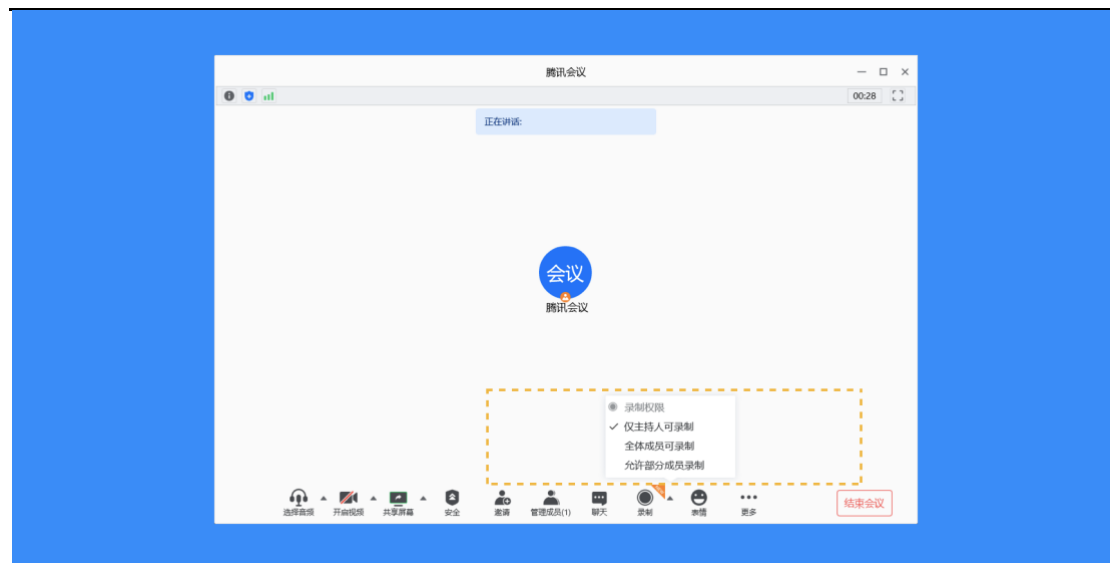 腾讯会议
00:28
正在讲话:
会议
腾讯会议
录制权限
仅主持人可录制
全体成员可录制
允许部分成员录制
选择音频
开启视频
共享屏幕
安全
邀请
管理成员(1)
聊天
录制
表情
更多
结束会议